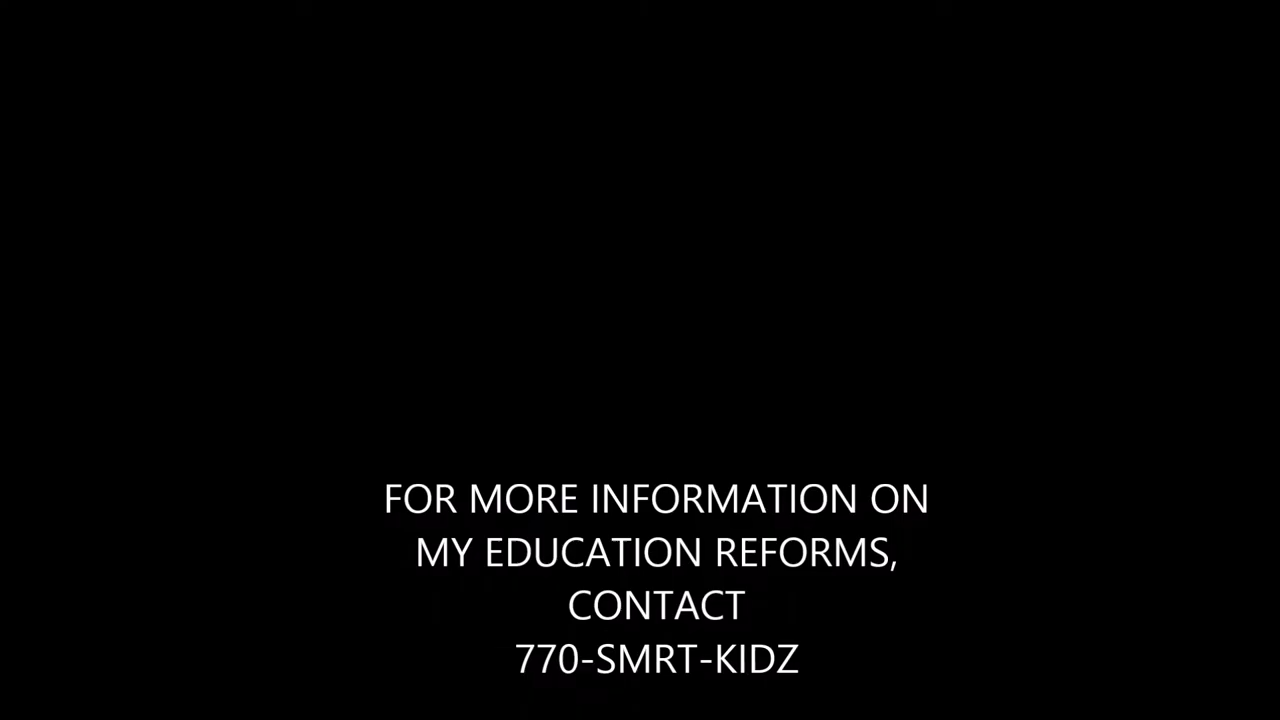 FOR MORE INFORMATION ON
MY EDUCATION REFORMS,
CONTACT
770-SMRT-KIDZ